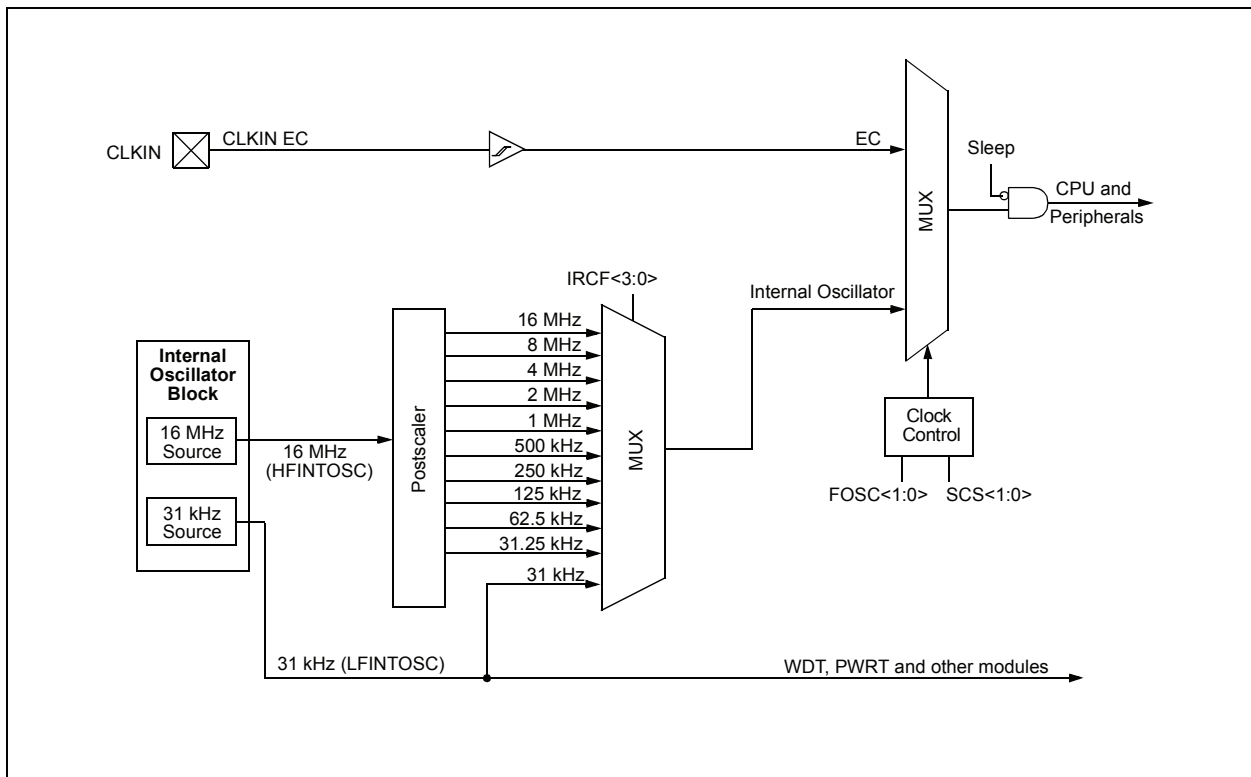 CLKIN
CLKIN EC
EC
Sleep
CPU and
Peripherals
MUX
IRCF<3:0>
Internal Oscillator
Internal
Oscillator
Block
16 MHz
Source
31 kHz
Source
16 MHz
(HFINTOSC)
Postscaler
16 MHz
8 MHz
4 MHz
2 MHz
1 MHz
500 kHz
250 kHz
125 kHz
62.5 kHz
31.25 kHz
31 kHz
MUX
Clock
Control
FOSC<1:0>
SCS<1:0>
31 kHz (LFINTOSC)
WDT, PWRT and other modules